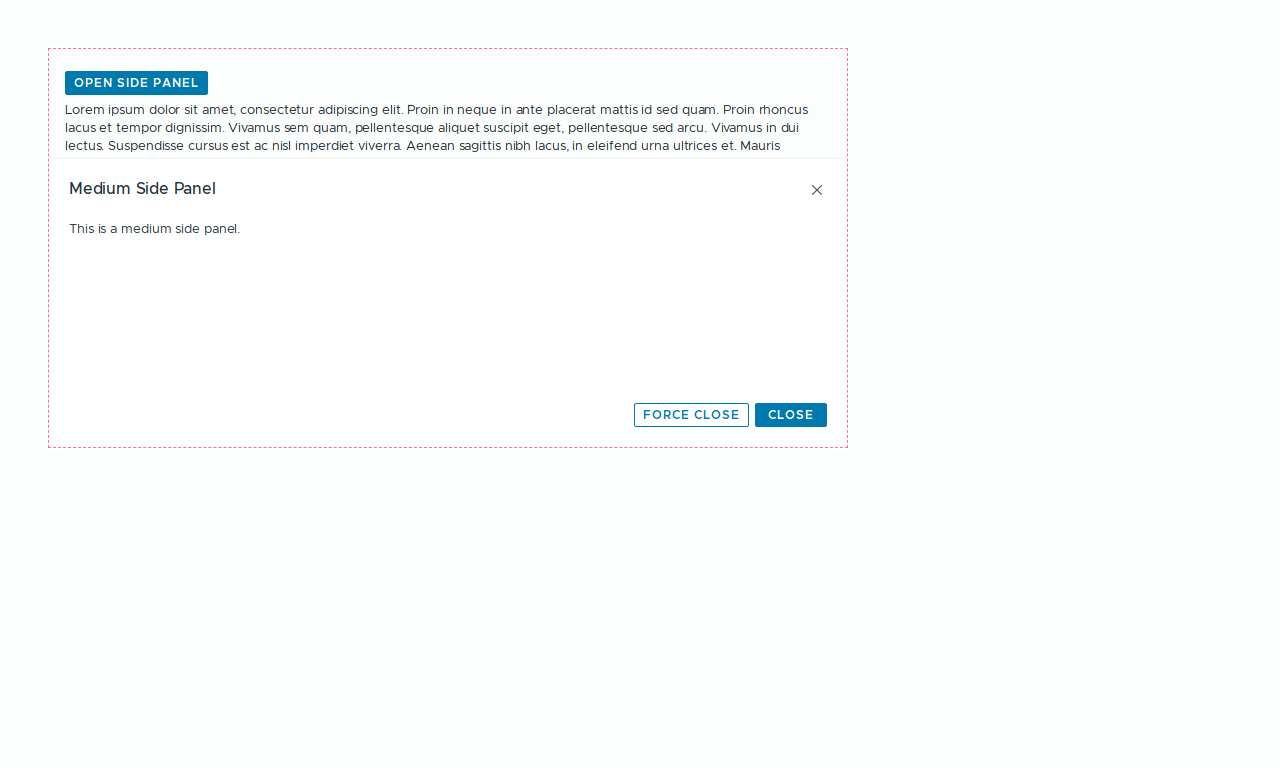 OPEN SIDE PANEL
Lorem ipsum dolor sit amet, consectetur adipiscing elit. Proin in neque in ante placerat mattis id sed quam. Proin rhoncus
lacus et tempor dignissim. Vivamus sem quam, pellentesque aliquet suscipit eget, pellentesque sed arcu. Vivamus in dui
lectus. Suspendisse cursus est ac nisl imperdiet viverra. Aenean sagittis nibh lacus, in eleifend urna ultrices et. Mauris
Medium Side Panel
This is a medium side panel.
FORCE CLOSE CLOSE